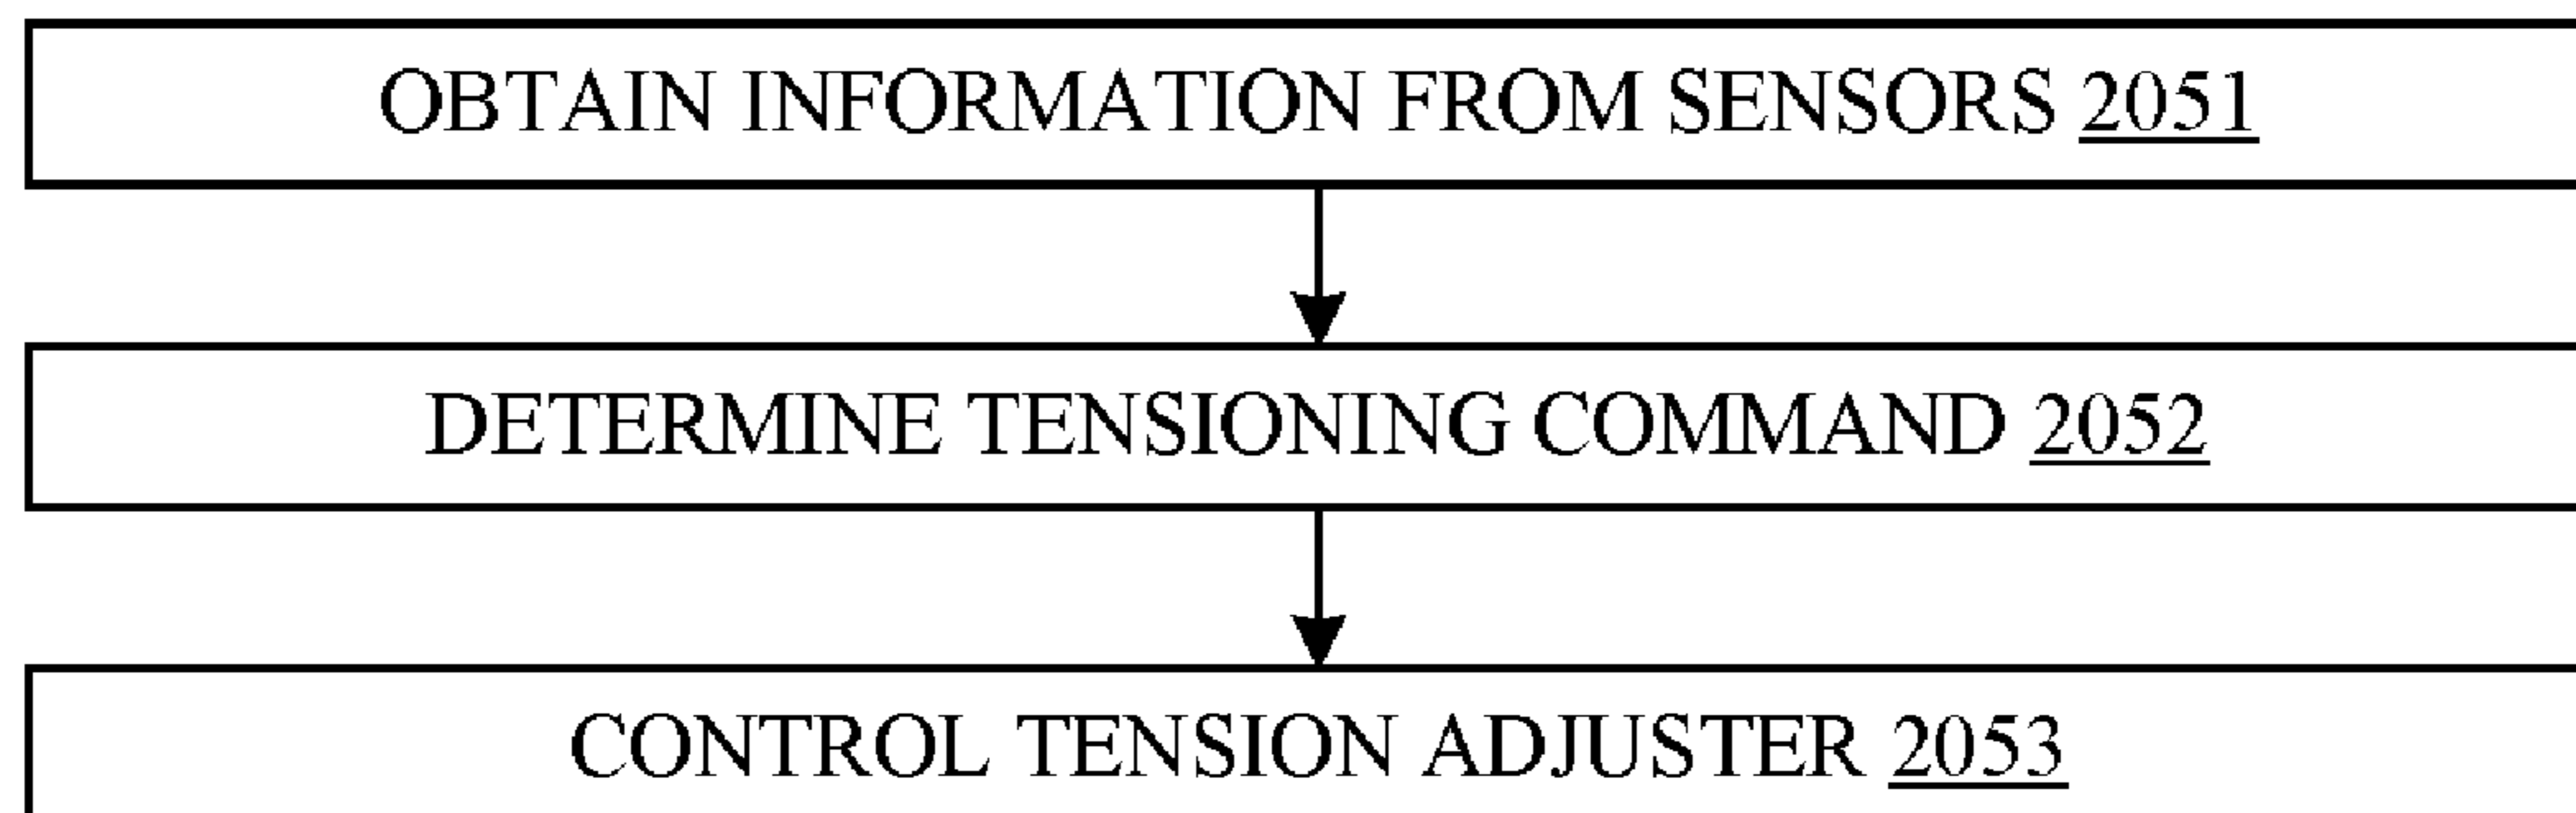 OBTAIN INFORMATION FROM SENSORS 2051
DETERMINE TENSIONING COMMAND 2052
CONTROL TENSION ADJUSTER 2053